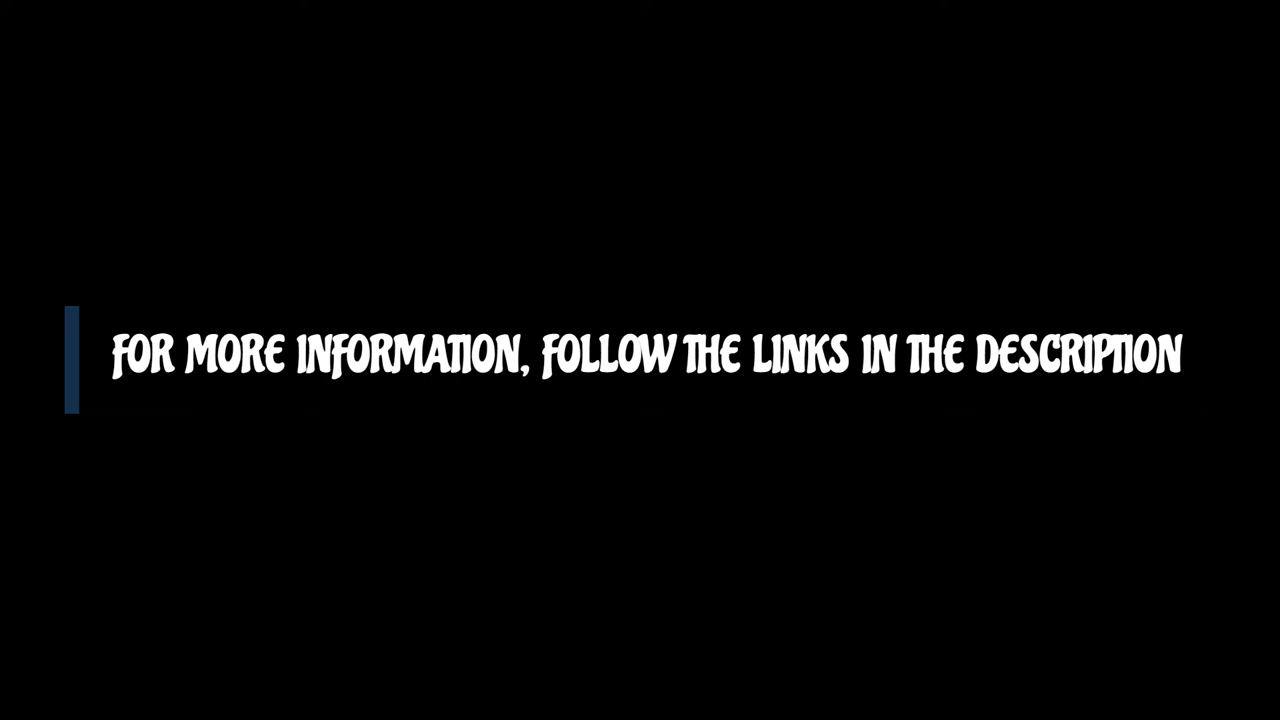 FOR MORE INFORMATION, FOLLOW THE LINKS IN THE DESCRIPTION